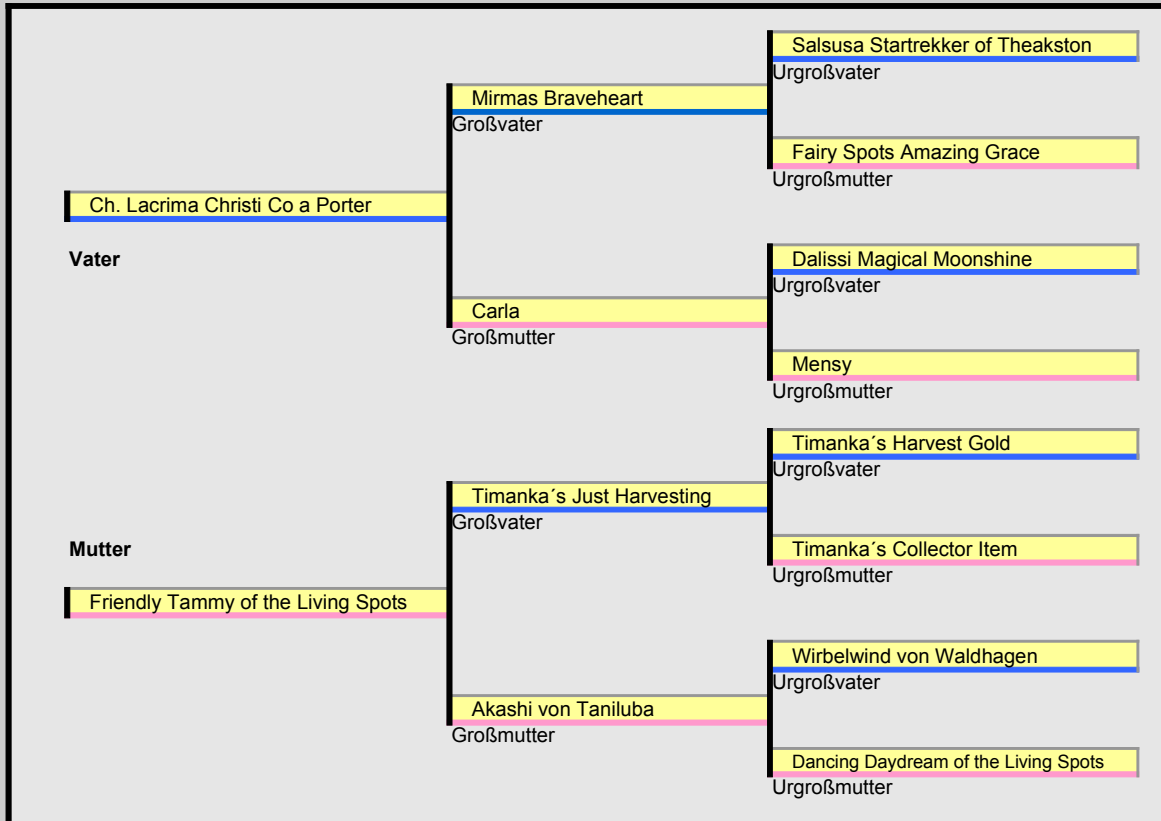 Salsusa Startrekker of Theakston
Urgroßvater
Mirmas Braveheart
Großvater
Fairy Spots Amazing Grace
Urgroßmutter
Ch. Lacrima Christi Co a Porter
Vater
Dalissi Magical Moonshine
Urgroßvater
Carla
Großmutter
Mensy
Urgroßmutter
Timanka´s Harvest Gold
Urgroßvater
Timanka´s Just Harvesting
Großvater
Mutter
Timanka´s Collector Item
Urgroßmutter
Friendly Tammy of the Living Spots
Wirbelwind von Waldhagen
Urgroßvater
Akashi von Taniluba
Großmutter
Dancing Daydream of the Living Spots
Urgroßmutter